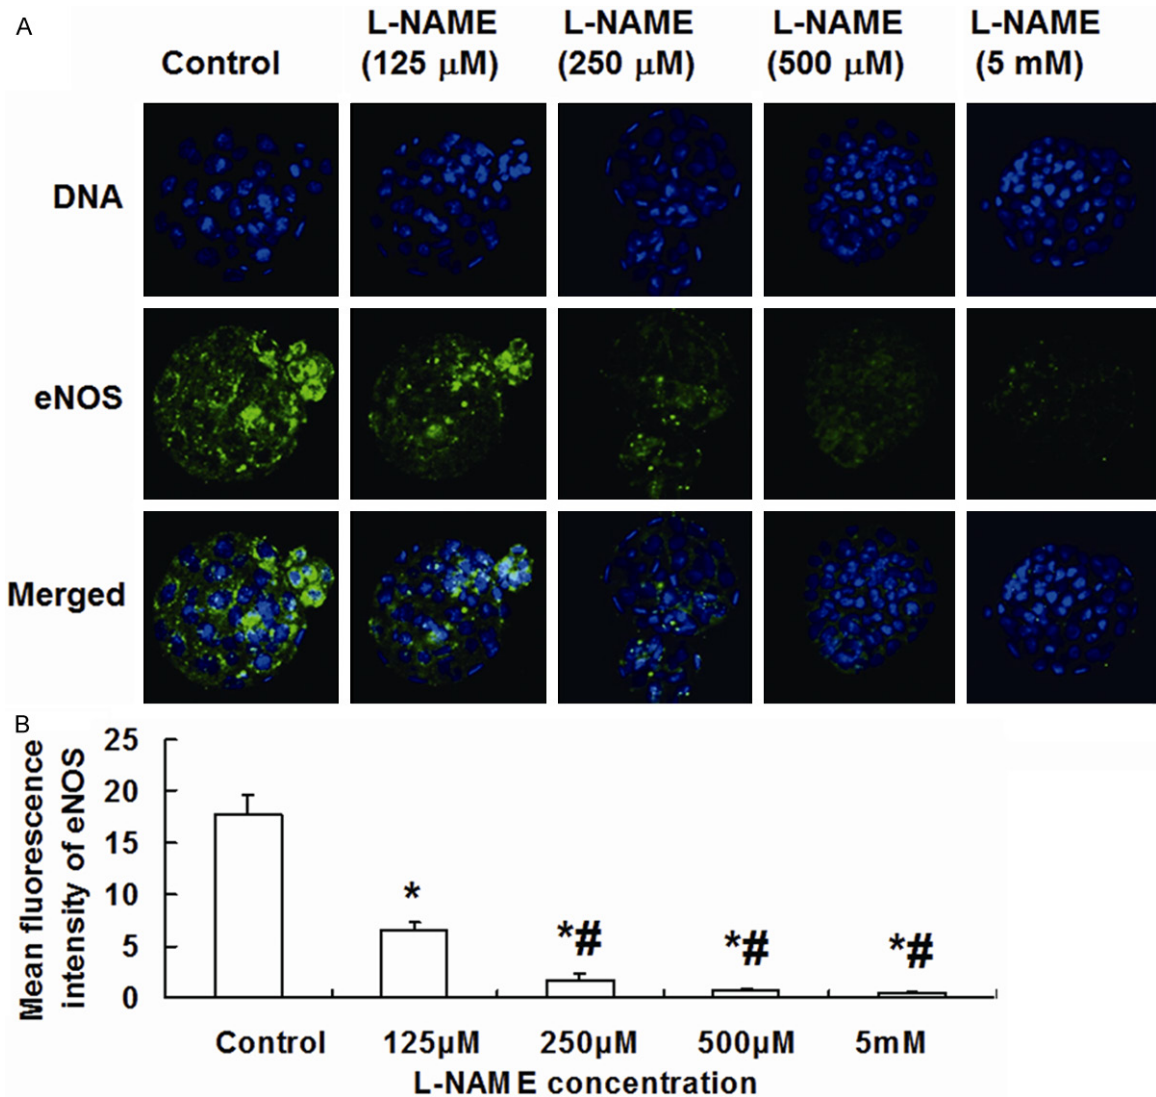 A
Control
L-NAME
(125 μM)
L-NAME
(250 μM)
L-NAME
(500 μM)
L-NAME
(5 mM)
DNA
eNOS
Merged
B
Mean fluorescence
intensity of eNOS
25
20
15
10
5
0
*
*#
*#
*#
Control
125μM
250μM
500μM
5mM
L-NAME concentration